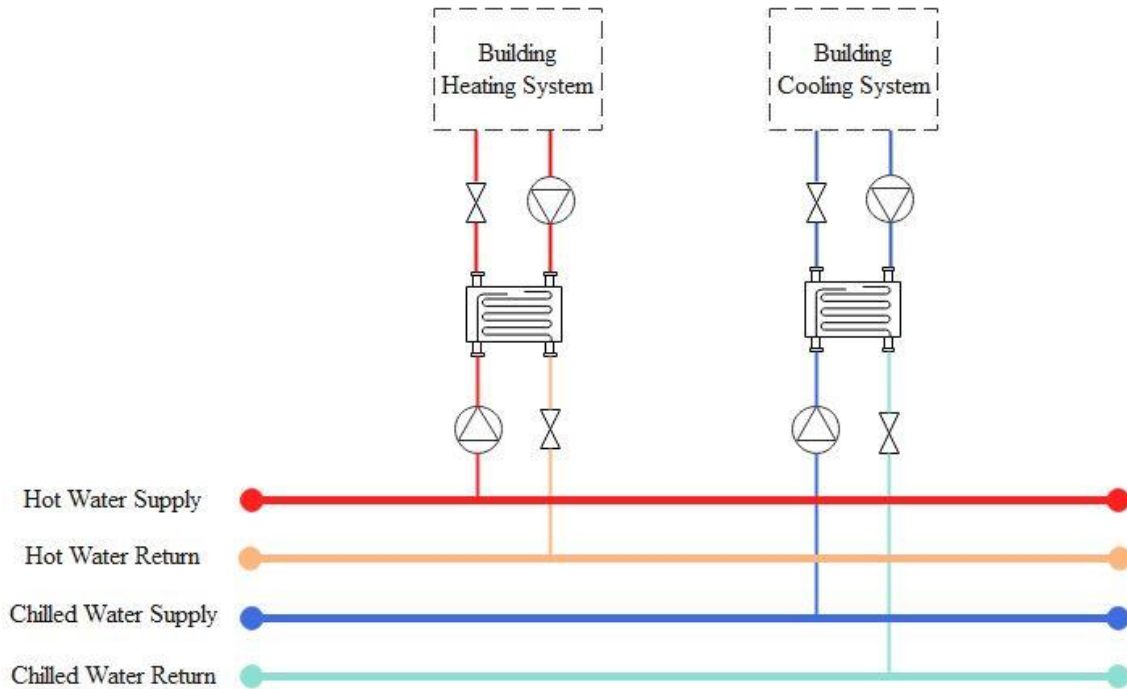 Building
Heating System
Building
Cooling System
Hot Water Supply
Hot Water Return
Chilled Water Supply
Chilled Water Return